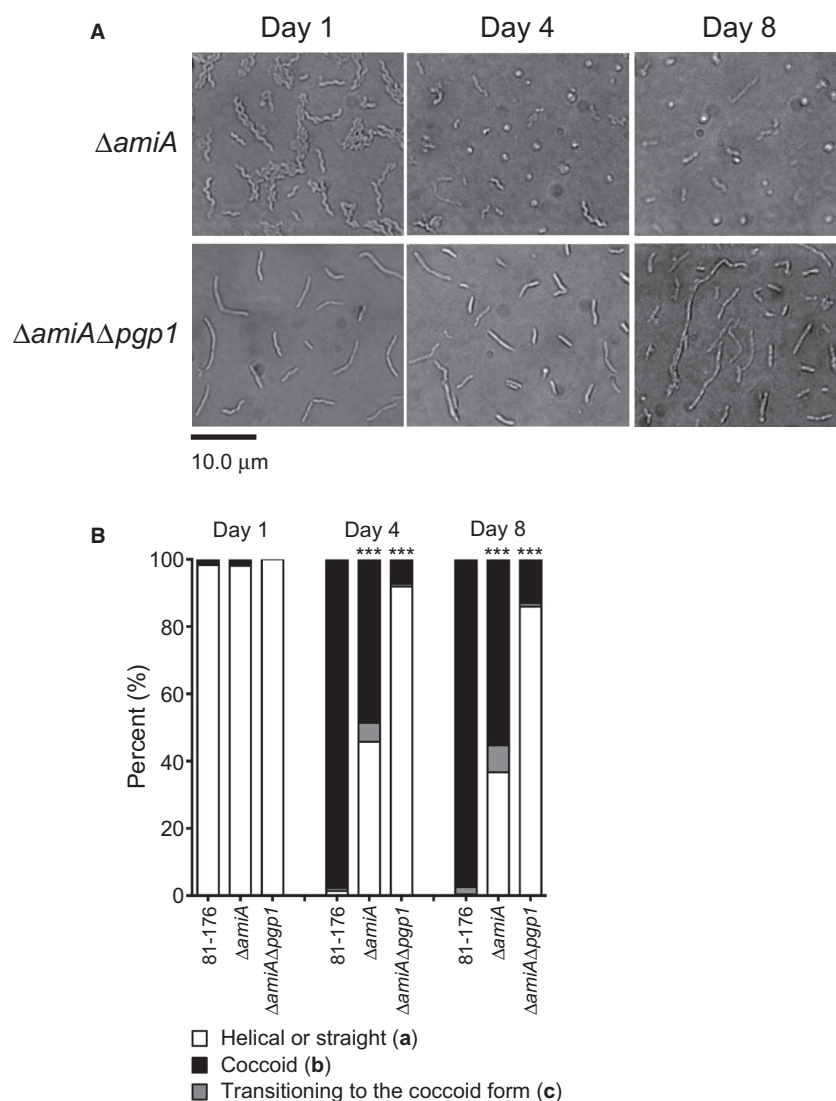 A
Day 1 Day 4 Day 8
ΔamiA
ΔamiAΔpgp1
10.0 μm
B
Day 1 Day 4 Day 8
*** *** *** ***
100
80
60
40
20
0
Percent (%)
81-176
ΔamiA
ΔamiAΔpgp1
81-176
ΔamiA
ΔamiAΔpgp1
81-176
ΔamiA
ΔamiAΔpgp1
Helical or straight (a)
Coccoid (b)
Transitioning to the coccoid form (c)